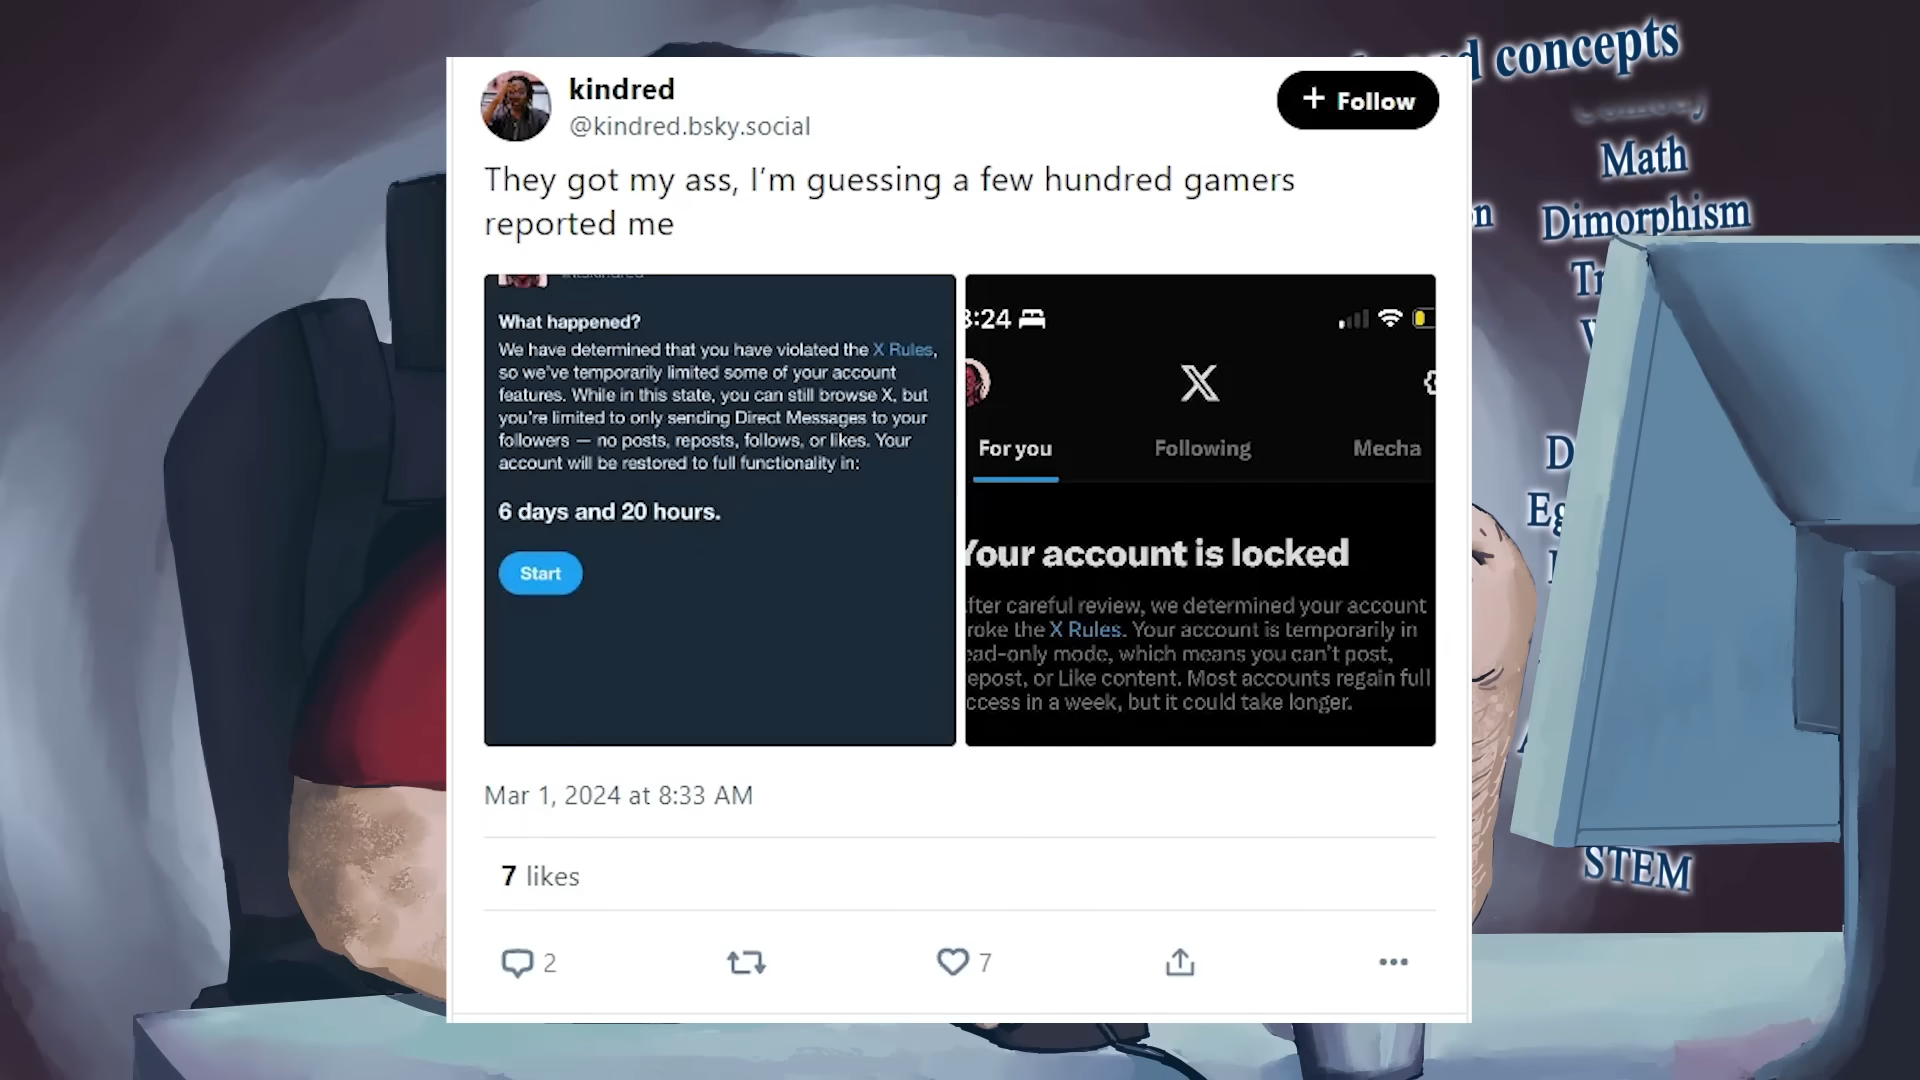 kindred
@kindred.bsky.social
+ Follow
They got my ass, I'm guessing a few hundred gamers
reported me
What happened?
We have determined that you have violated the X Rules,
so we've temporarily limited some of your account
features. While in this state, you can still browse X, but
you're limited to only sending Direct Messages to your
followers — no posts, reposts, follows, or likes. Your
account will be restored to full functionality in:
6 days and 20 hours.
Start
8:24
For you Following Mecha
Your account is locked
fter careful review, we determined your account
roke the X Rules. Your account is temporarily in
ead-only mode, which means you can't post,
epost, or Like content. Most accounts regain full
ccess in a week, but it could take longer.
Mar 1, 2024 at 8:33 AM
7 likes
2
7
concepts
Math
Dimorphism
STEM